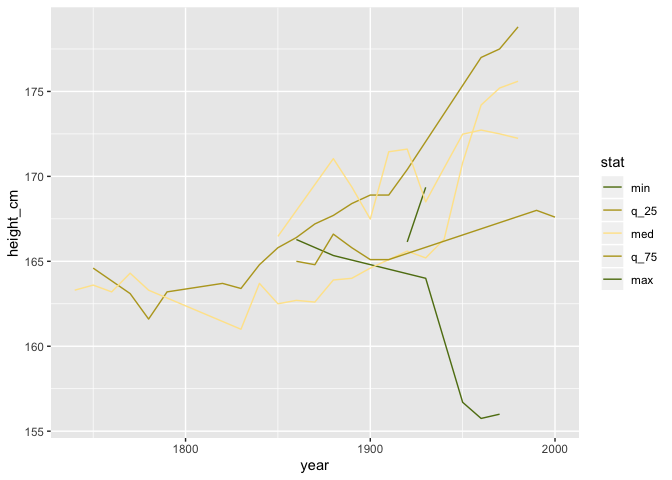 175
170
165
160
155
height_cm
1800
1900
2000
year
stat
min
q_25
med
q_75
max